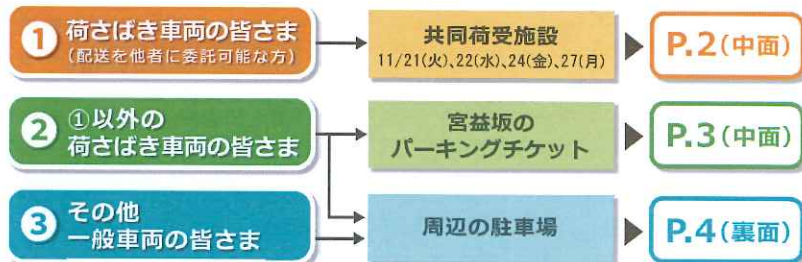 1 荷さばき車両の皆さま
(配送を他者に委託可能な方)
共同荷受施設
11/21(火)、22(水)、24(金)、27(月)
P.2(中面)
2 ①以外の
荷さばき車両の皆さま
宮益坂の
パーキングチケット
P.3(中面)
3 その他
一般車両の皆さま
周辺の駐車場
P.4(裏面)